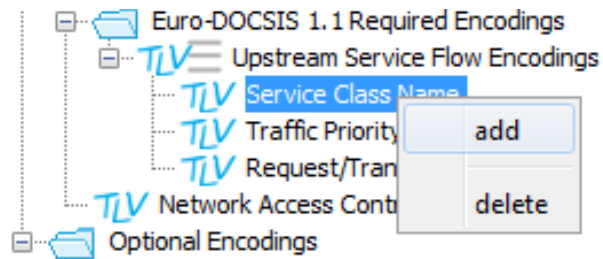 Euro-DOCSIS 1.1 Required Encodings
TLV Upstream Service Flow Encodings
TLV Service Class Name
TLV Traffic Priority
add
TLV Request/Tran
TLV Network Access Contr
delete
Optional Encodings